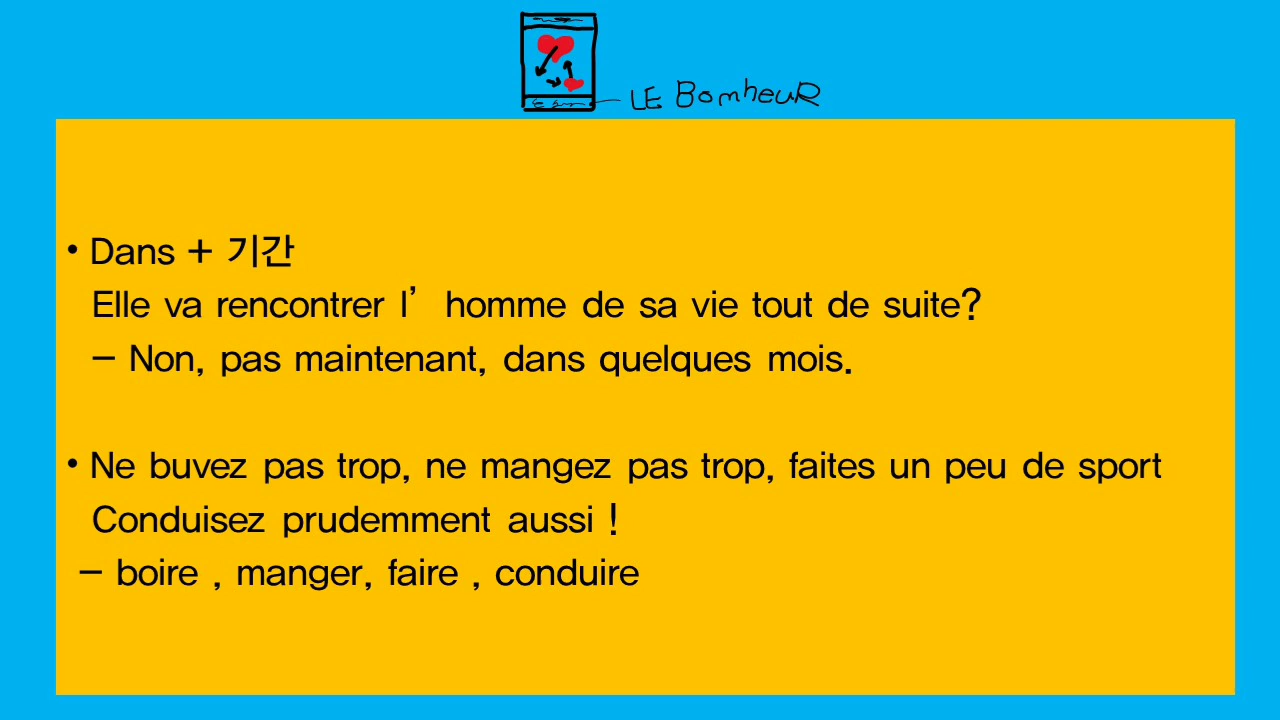 LE BomheuR
• Dans + 기간
Elle va rencontrer l’ homme de sa vie tout de suite?
– Non, pas maintenant, dans quelques mois.
• Ne buvez pas trop, ne mangez pas trop, faites un peu de sport
Conduisez prudemment aussi !
– boire , manger, faire , conduire